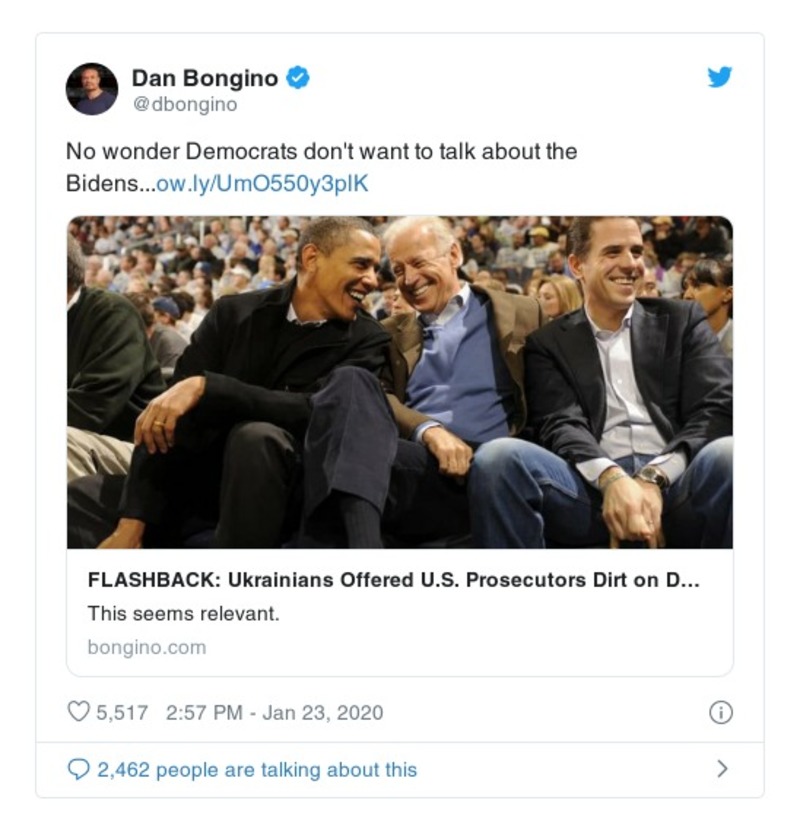 Dan Bongino
@dbongino
No wonder Democrats don't want to talk about the
Bidens...ow.ly/UmO550y3plK
FLASHBACK: Ukrainians Offered U.S. Prosecutors Dirt on D...
This seems relevant.
bongino.com
5,517 2:57 PM - Jan 23, 2020
2,462 people are talking about this